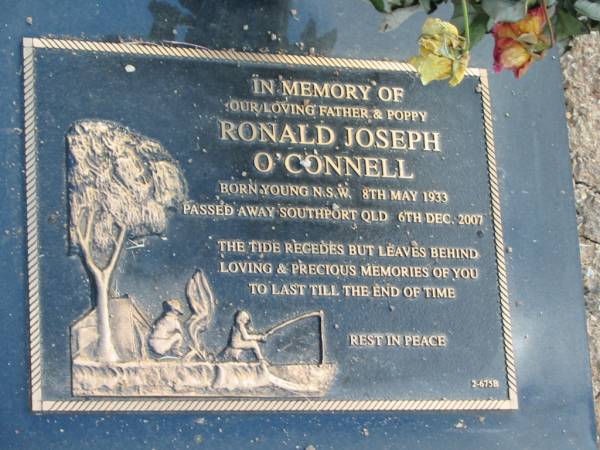 IN MEMORY OF
OUR LOVING FATHER & POPPY
RONALD JOSEPH
O'CONNELL
BORN YOUNG N.S.W. 8TH MAY 1933
PASSED AWAY SOUTHPORT QLD 6TH DEC. 2007
THE TIDE RECEDES BUT LEAVES BEHIND
LOVING & PRECIOUS MEMORIES OF YOU
TO LAST TILL THE END OF TIME
REST IN PEACE
2-675B